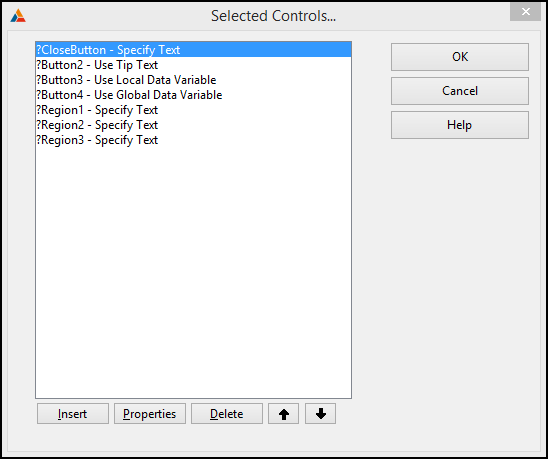 Selected Controls...
?CloseButton - Specify Text
?Button2 - Use Tip Text
?Button3 - Use Local Data Variable
?Button4 - Use Global Data Variable
?Region1 - Specify Text
?Region2 - Specify Text
?Region3 - Specify Text
OK
Cancel
Help
Insert Properties Delete